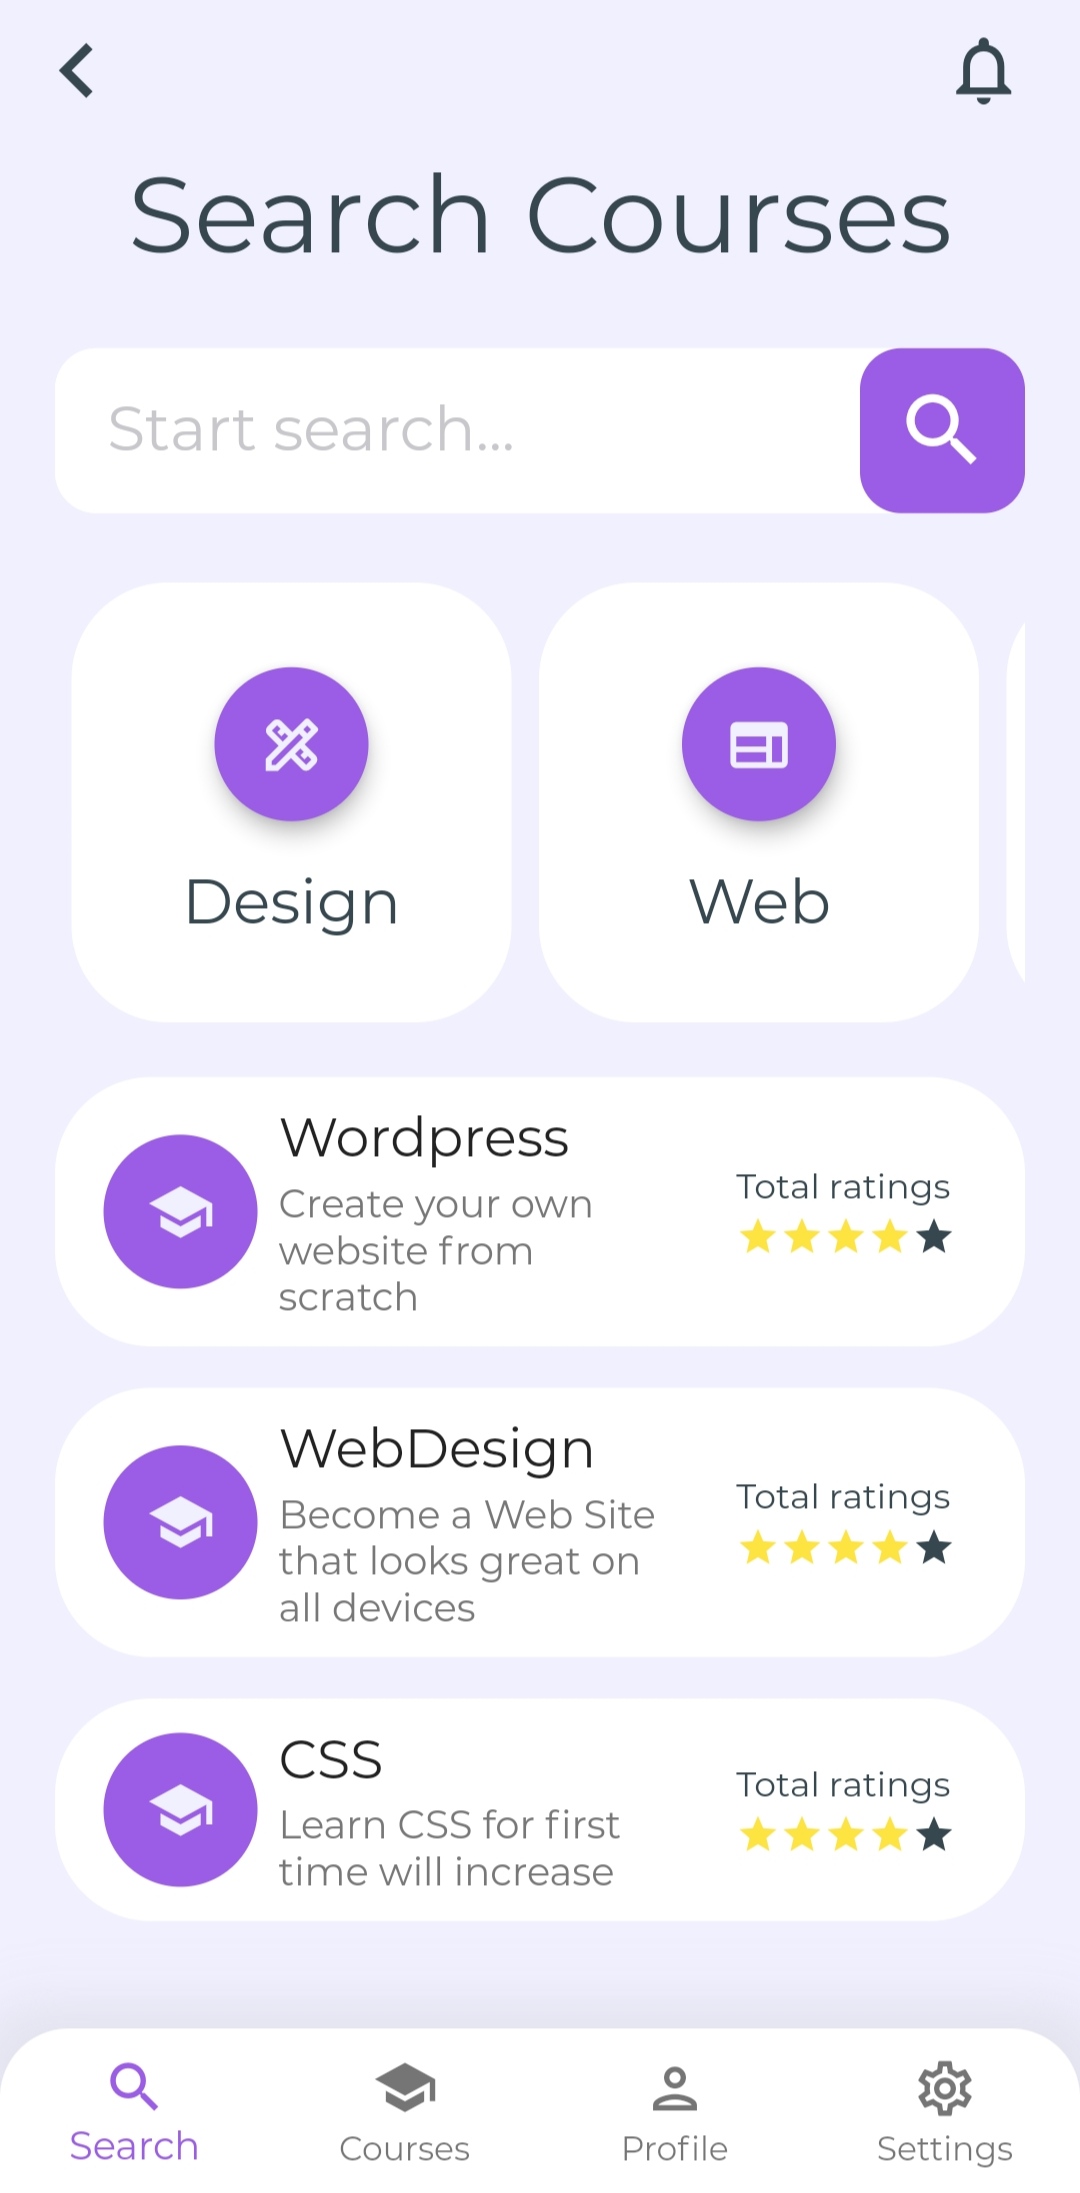 Search Courses
Start search...
Design
Web
Wordpress
Create your own
website from
scratch
Total ratings
WebDesign
Become a Web Site
that looks great on
all devices
Total ratings
CSS
Learn CSS for first
time will increase
Total ratings
Search
Courses
Profile
Settings